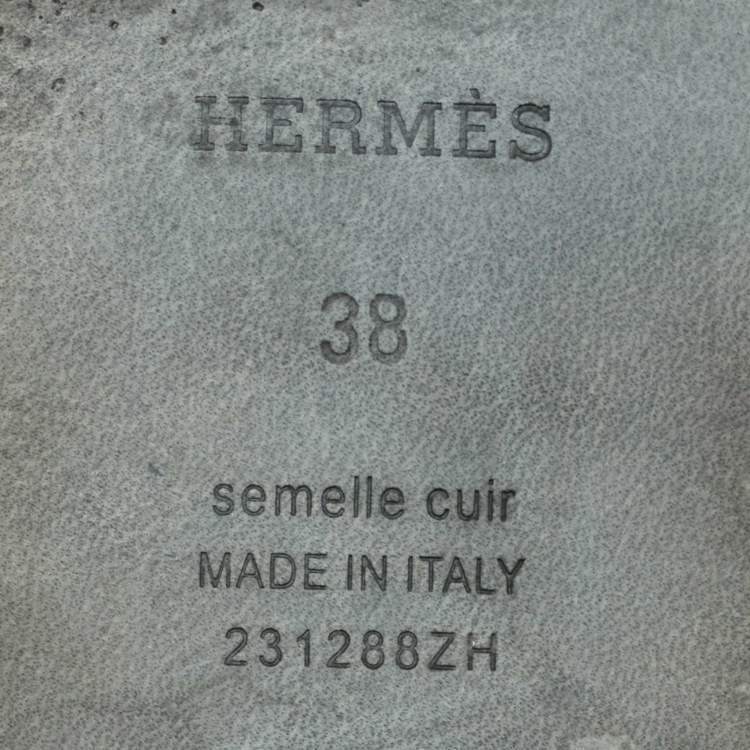 HERMÈS
38
semelle cuir
MADE IN ITALY
231288ZH